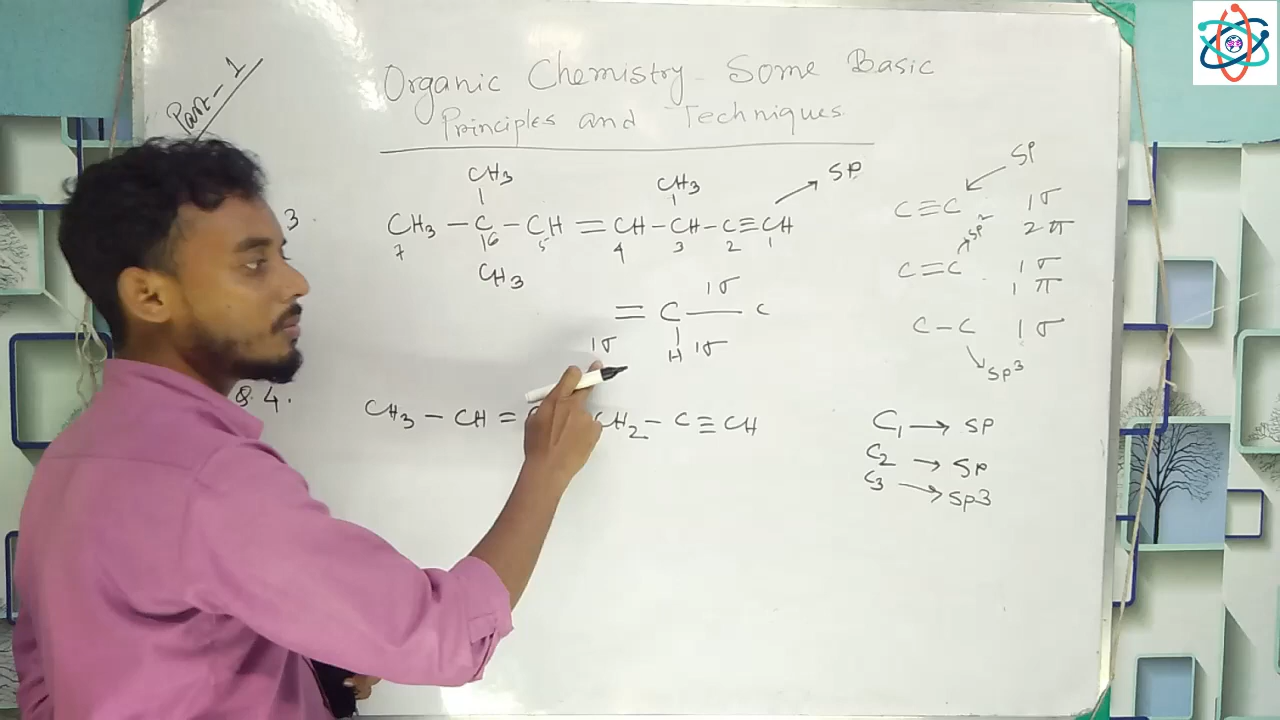 Part-1
Organic Chemistry - Some Basic
Principles and Techniques.
3.
CH3 CH3
CH3 — C — CH = CH — CH — C ≡ CH → SP
7 6 5 4 3 2 1
CH3
= C — C
1σ
H 1σ
1σ
SP
C≡C 1σ
2π
SP2
C=C 1σ
1π
C-C 1σ
SP3
Q.4.
CH3 — CH = CH2 — C ≡ CH
C1 → SP
C2 → SP
C3 → SP3